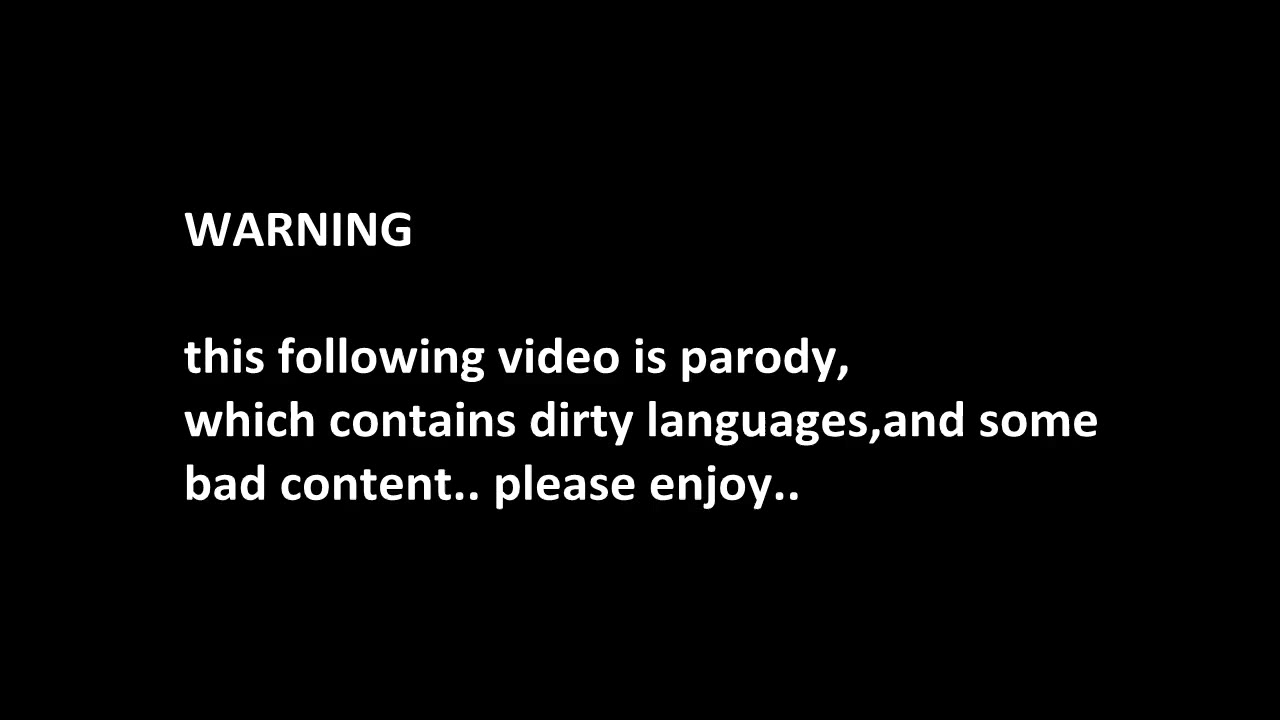 WARNING
this following video is parody,
which contains dirty languages,and some
bad content.. please enjoy..